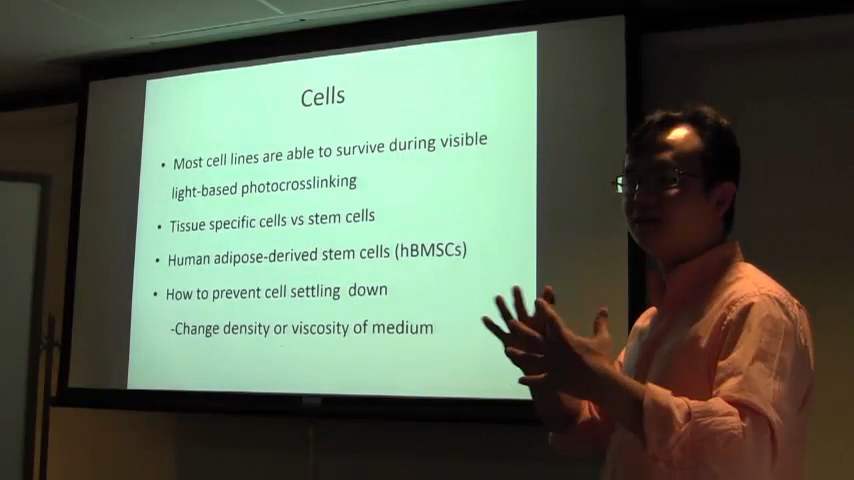 Cells
• Most cell lines are able to survive during visible
light-based photocrosslinking
• Tissue specific cells vs stem cells
• Human adipose-derived stem cells (hBMSCs)
• How to prevent cell settling down
-Change density or viscosity of medium